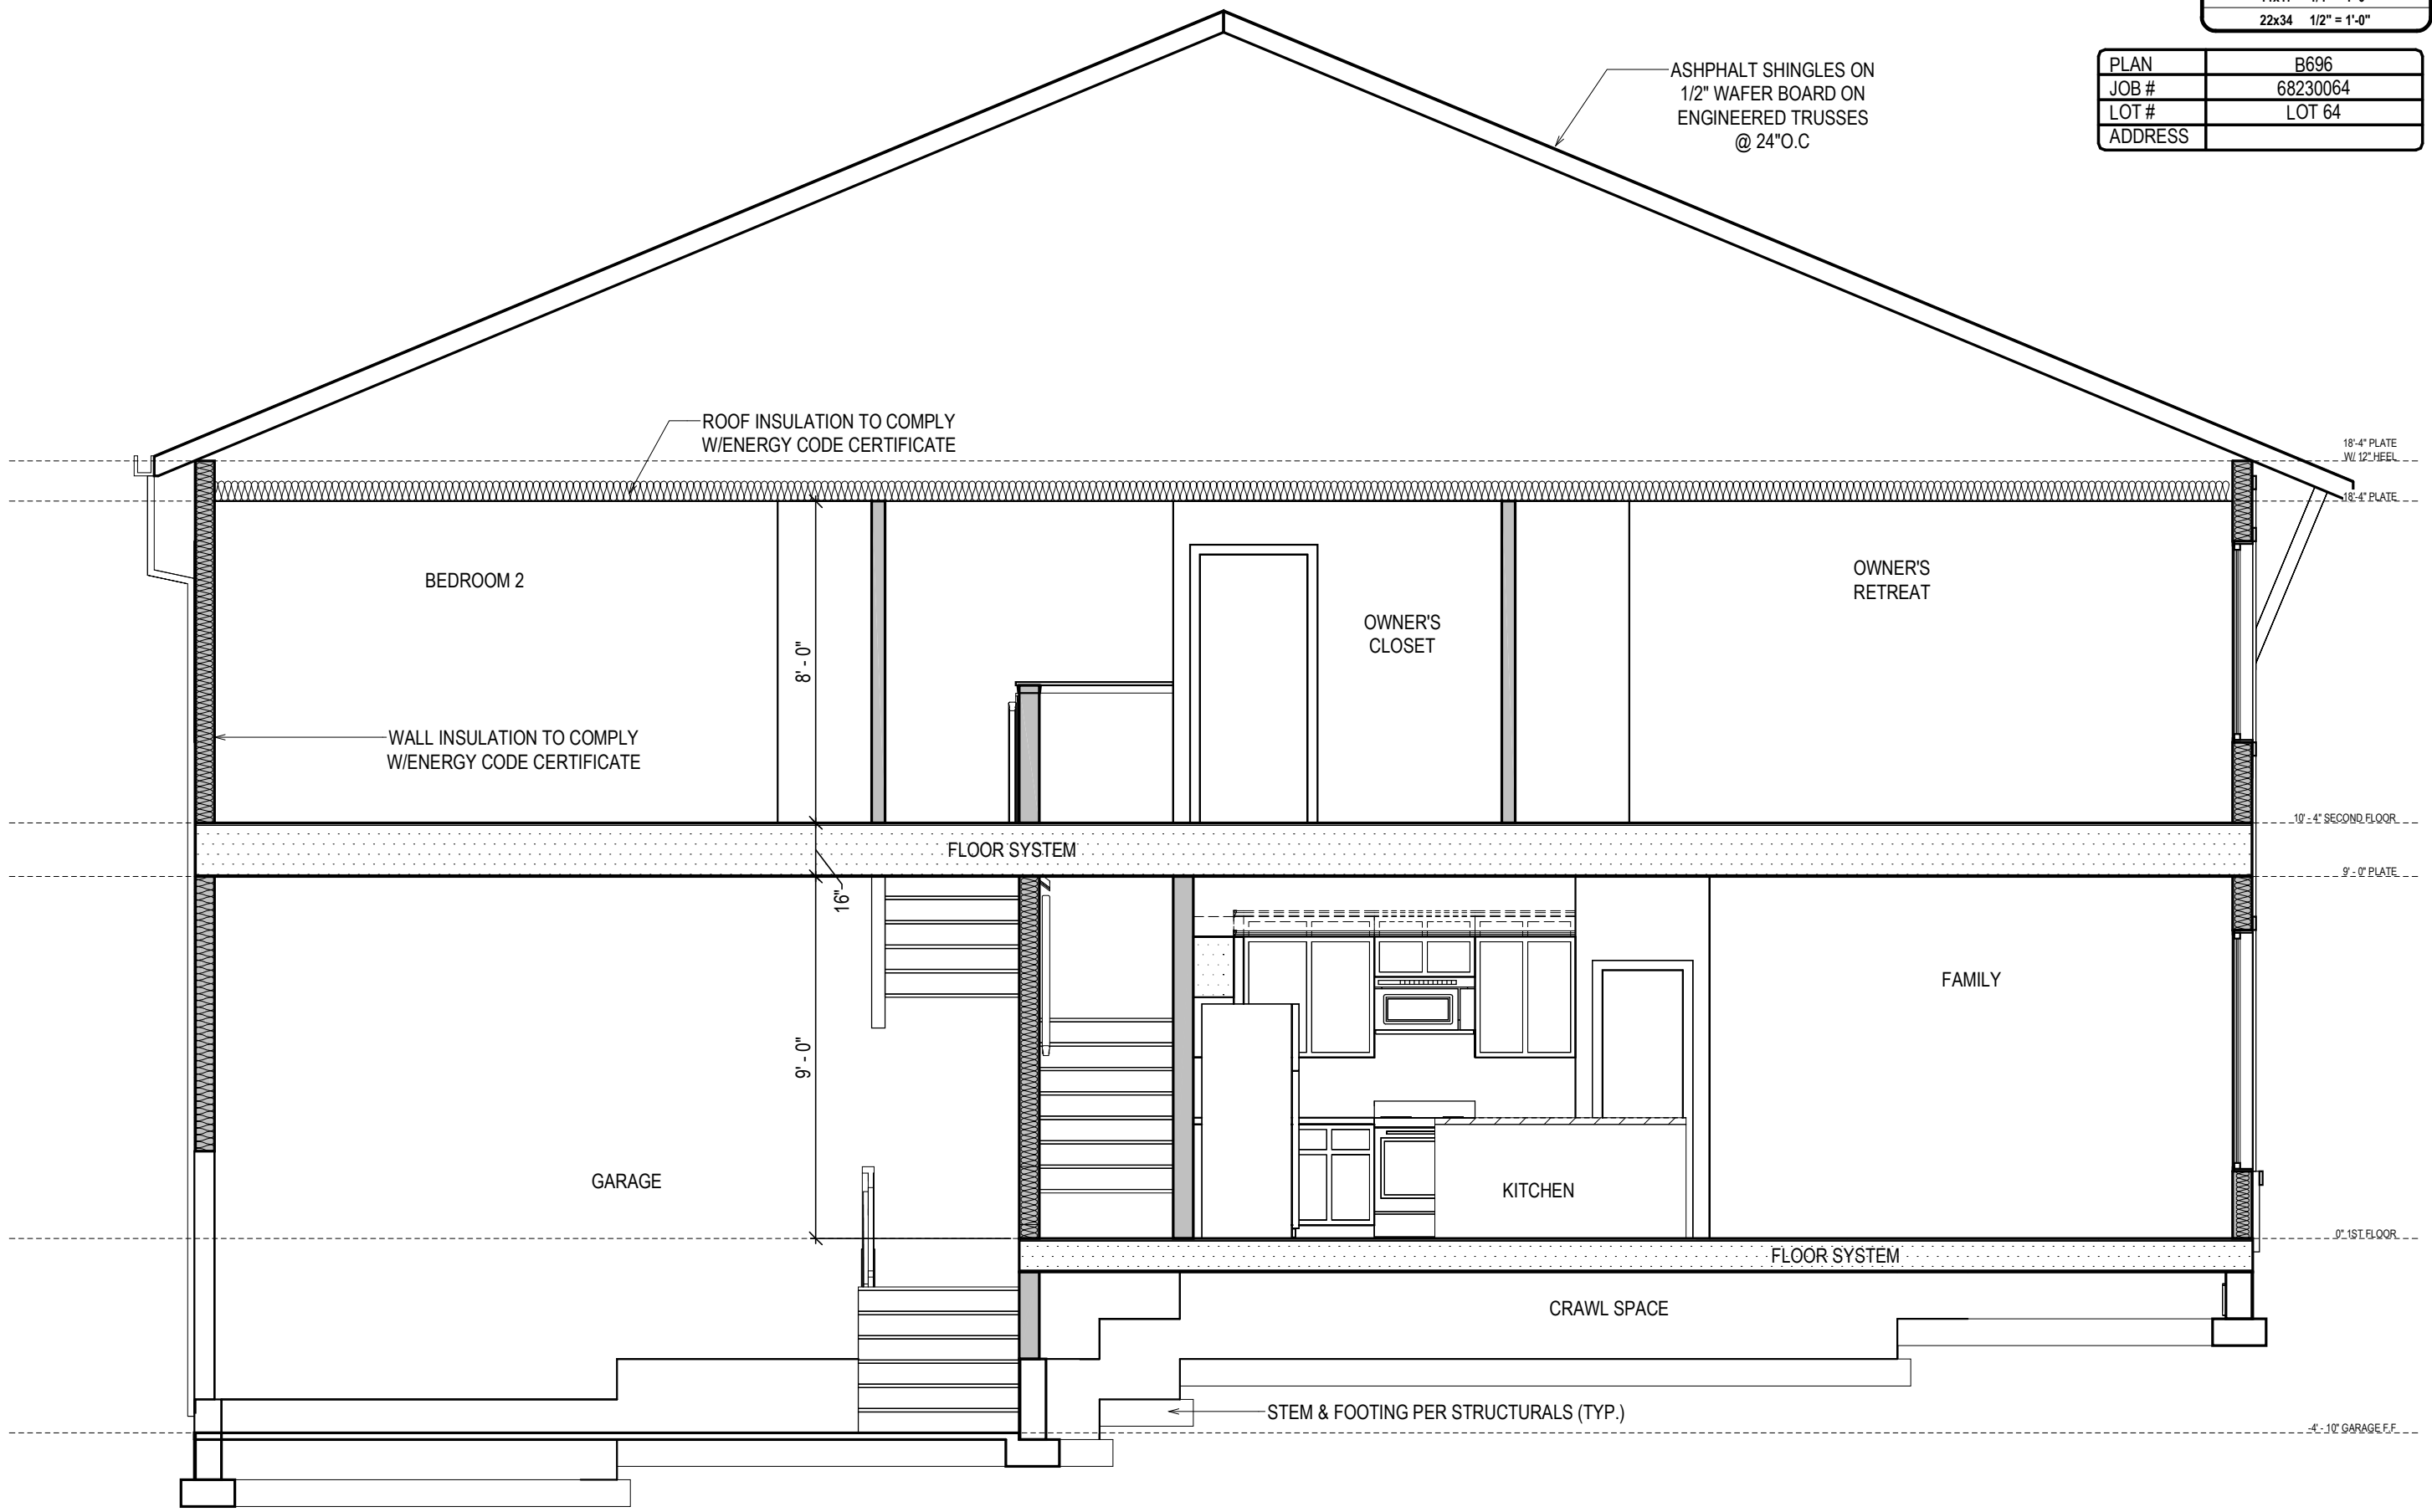 22x34 1/2" = 1'-0"
PLAN B696
JOB # 68230064
LOT # LOT 64
ADDRESS
ASHPHALT SHINGLES ON
1/2" WAFER BOARD ON
ENGINEERED TRUSSES
@ 24"O.C
ROOF INSULATION TO COMPLY
W/ENERGY CODE CERTIFICATE
18'-4" PLATE
W/ 12" HEEL
18'-4" PLATE
BEDROOM 2
OWNER'S
RETREAT
OWNER'S
CLOSET
8' - 0"
WALL INSULATION TO COMPLY
W/ENERGY CODE CERTIFICATE
10' - 4" SECOND FLOOR
FLOOR SYSTEM
9' - 0" PLATE
16"
FAMILY
9' - 0"
GARAGE
KITCHEN
0" 1ST FLOOR
FLOOR SYSTEM
CRAWL SPACE
STEM & FOOTING PER STRUCTURALS (TYP.)
-4' - 10" GARAGE F.F.